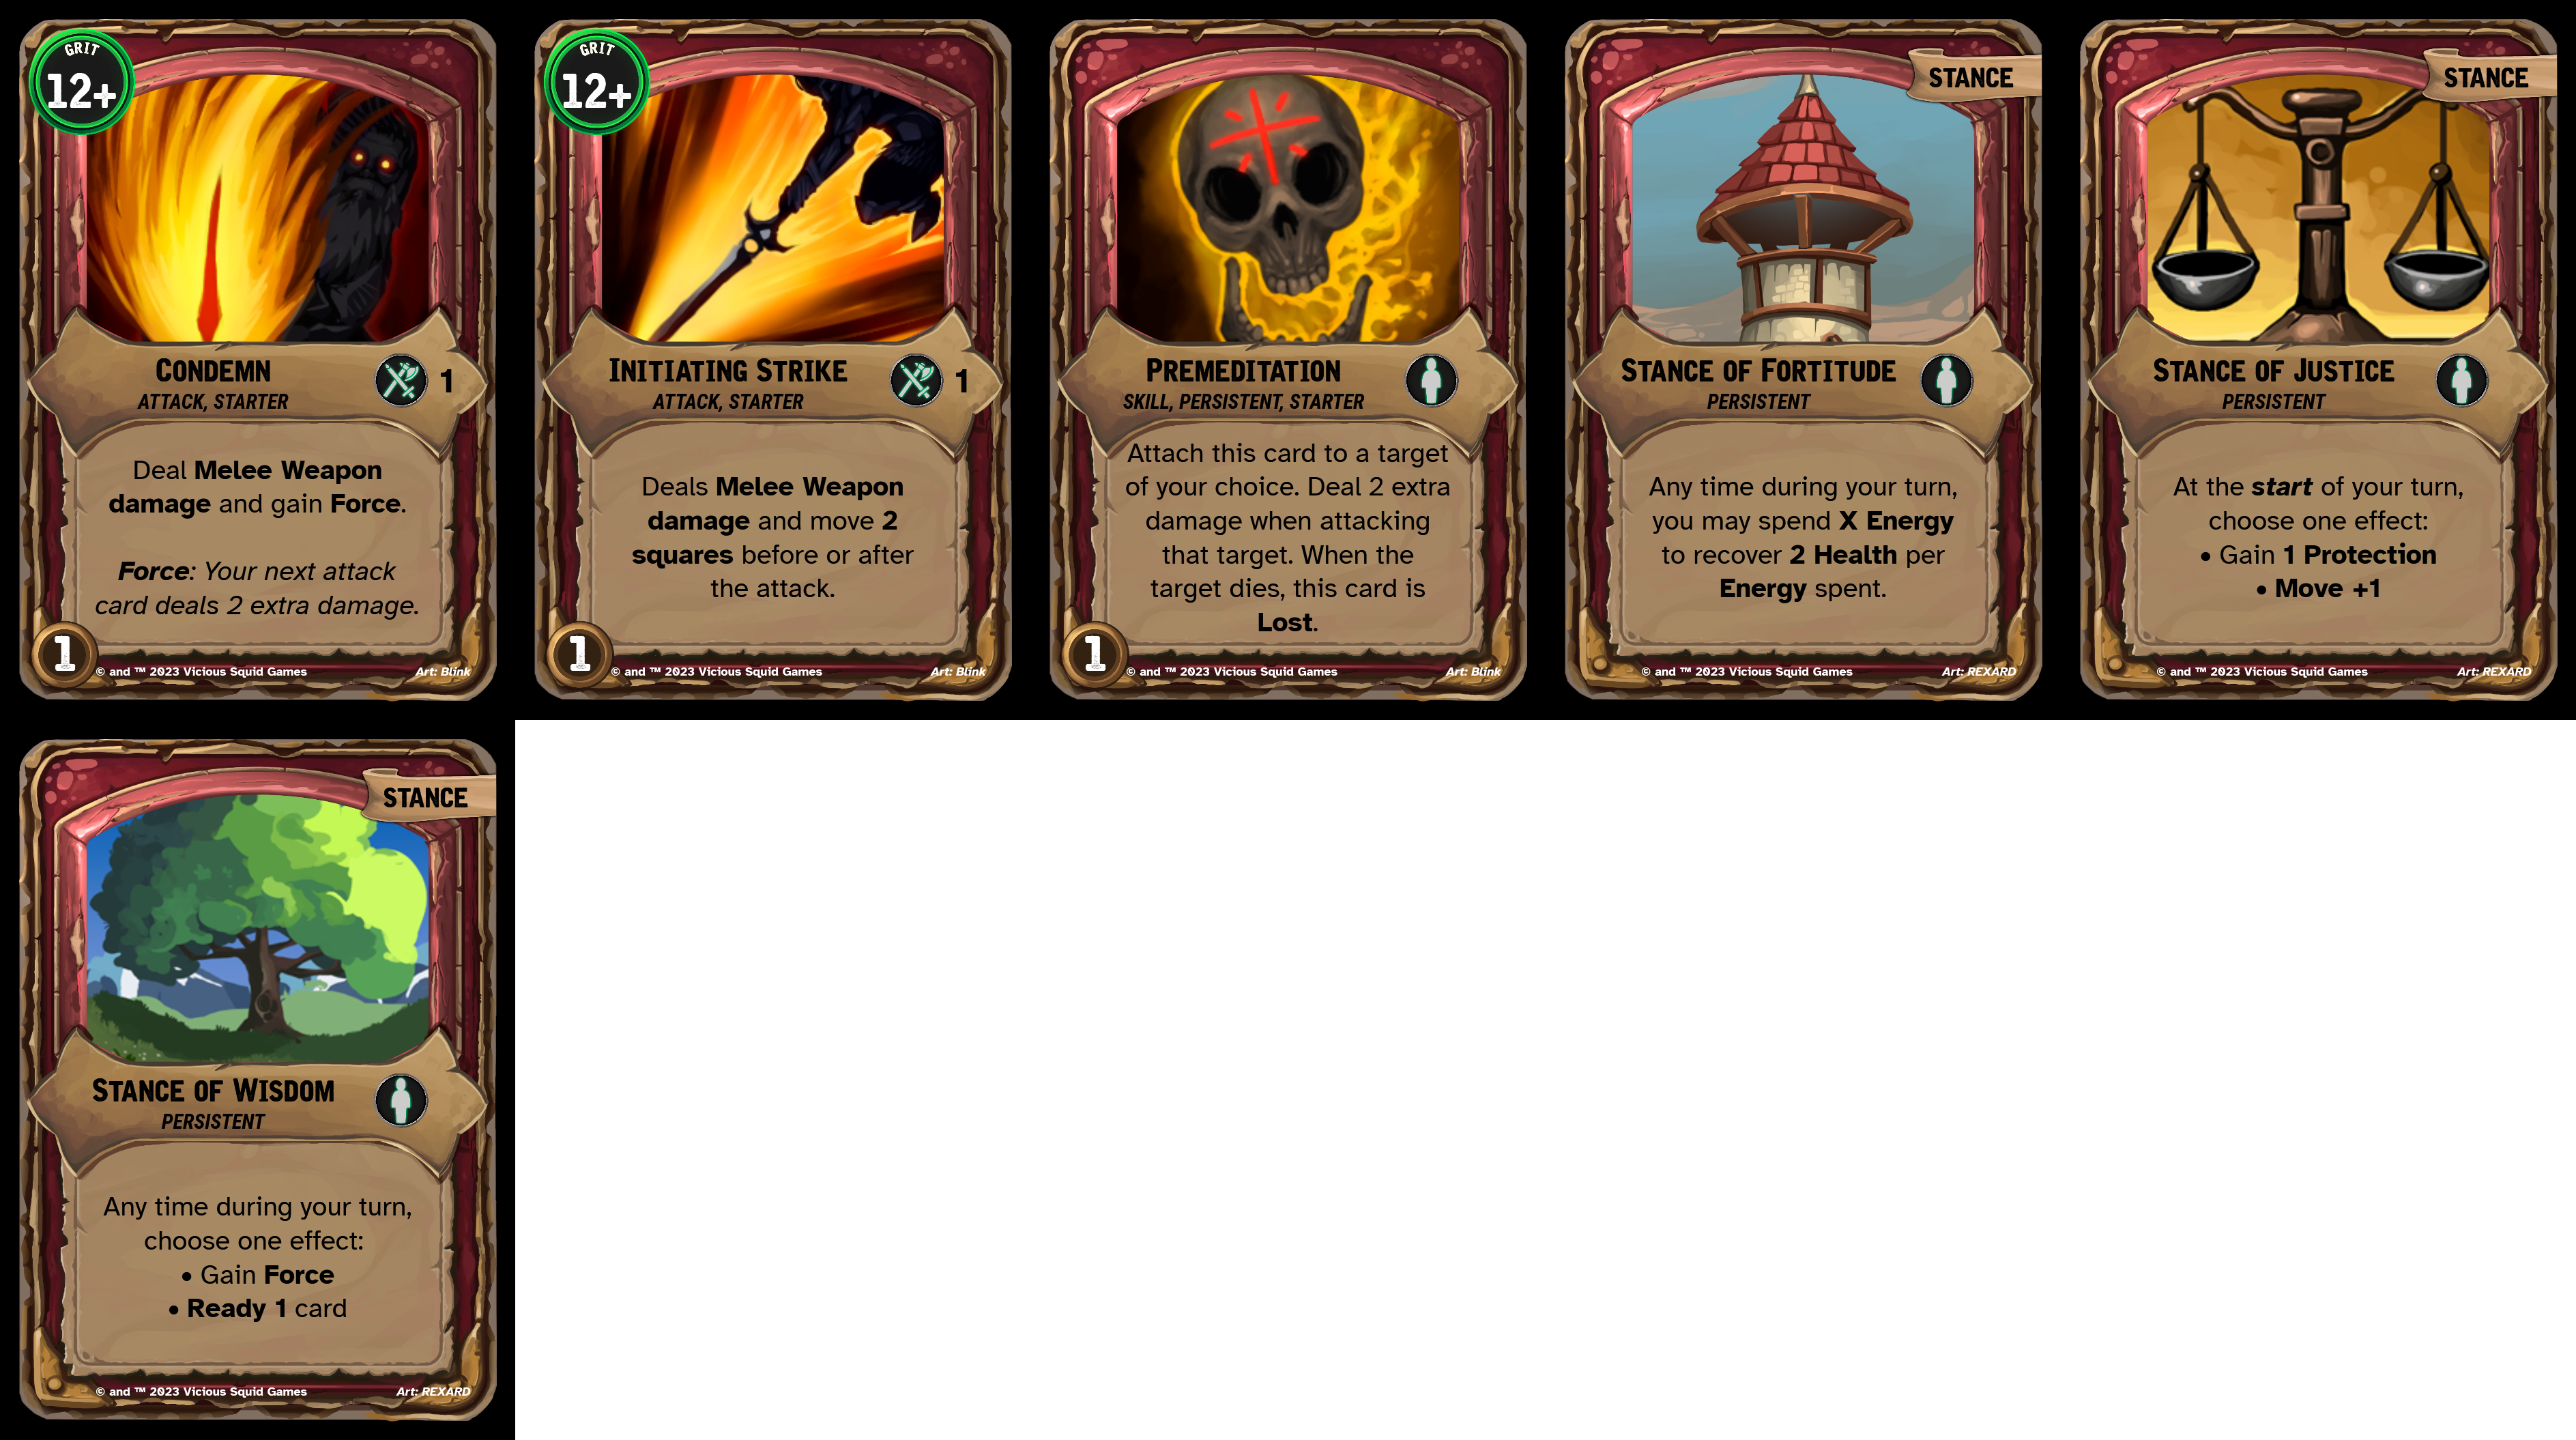 GRIT
12+
CONDEMN
ATTACK, STARTER
1
Deal Melee Weapon
damage and gain Force.
Force: Your next attack
card deals 2 extra damage.
1
© and ™ 2023 Vicious Squid Games
Art: Blink
GRIT
12+
INITIATING STRIKE
ATTACK, STARTER
1
Deals Melee Weapon
damage and move 2
squares before or after
the attack.
1
© and ™ 2023 Vicious Squid Games
Art: Blink
PREMEDITATION
SKILL, PERSISTENT, STARTER
Attach this card to a target
of your choice. Deal 2 extra
damage when attacking
that target. When the
target dies, this card is
Lost.
1
© and ™ 2023 Vicious Squid Games
Art: Blink
STANCE
STANCE OF FORTITUDE
PERSISTENT
Any time during your turn,
you may spend X Energy
to recover 2 Health per
Energy spent.
© and ™ 2023 Vicious Squid Games
Art: REXARD
STANCE
STANCE OF JUSTICE
PERSISTENT
At the start of your turn,
choose one effect:
• Gain 1 Protection
• Move +1
© and ™ 2023 Vicious Squid Games
Art: REXARD
STANCE
STANCE OF WISDOM
PERSISTENT
Any time during your turn,
choose one effect:
• Gain Force
• Ready 1 card
© and ™ 2023 Vicious Squid Games
Art: REXARD